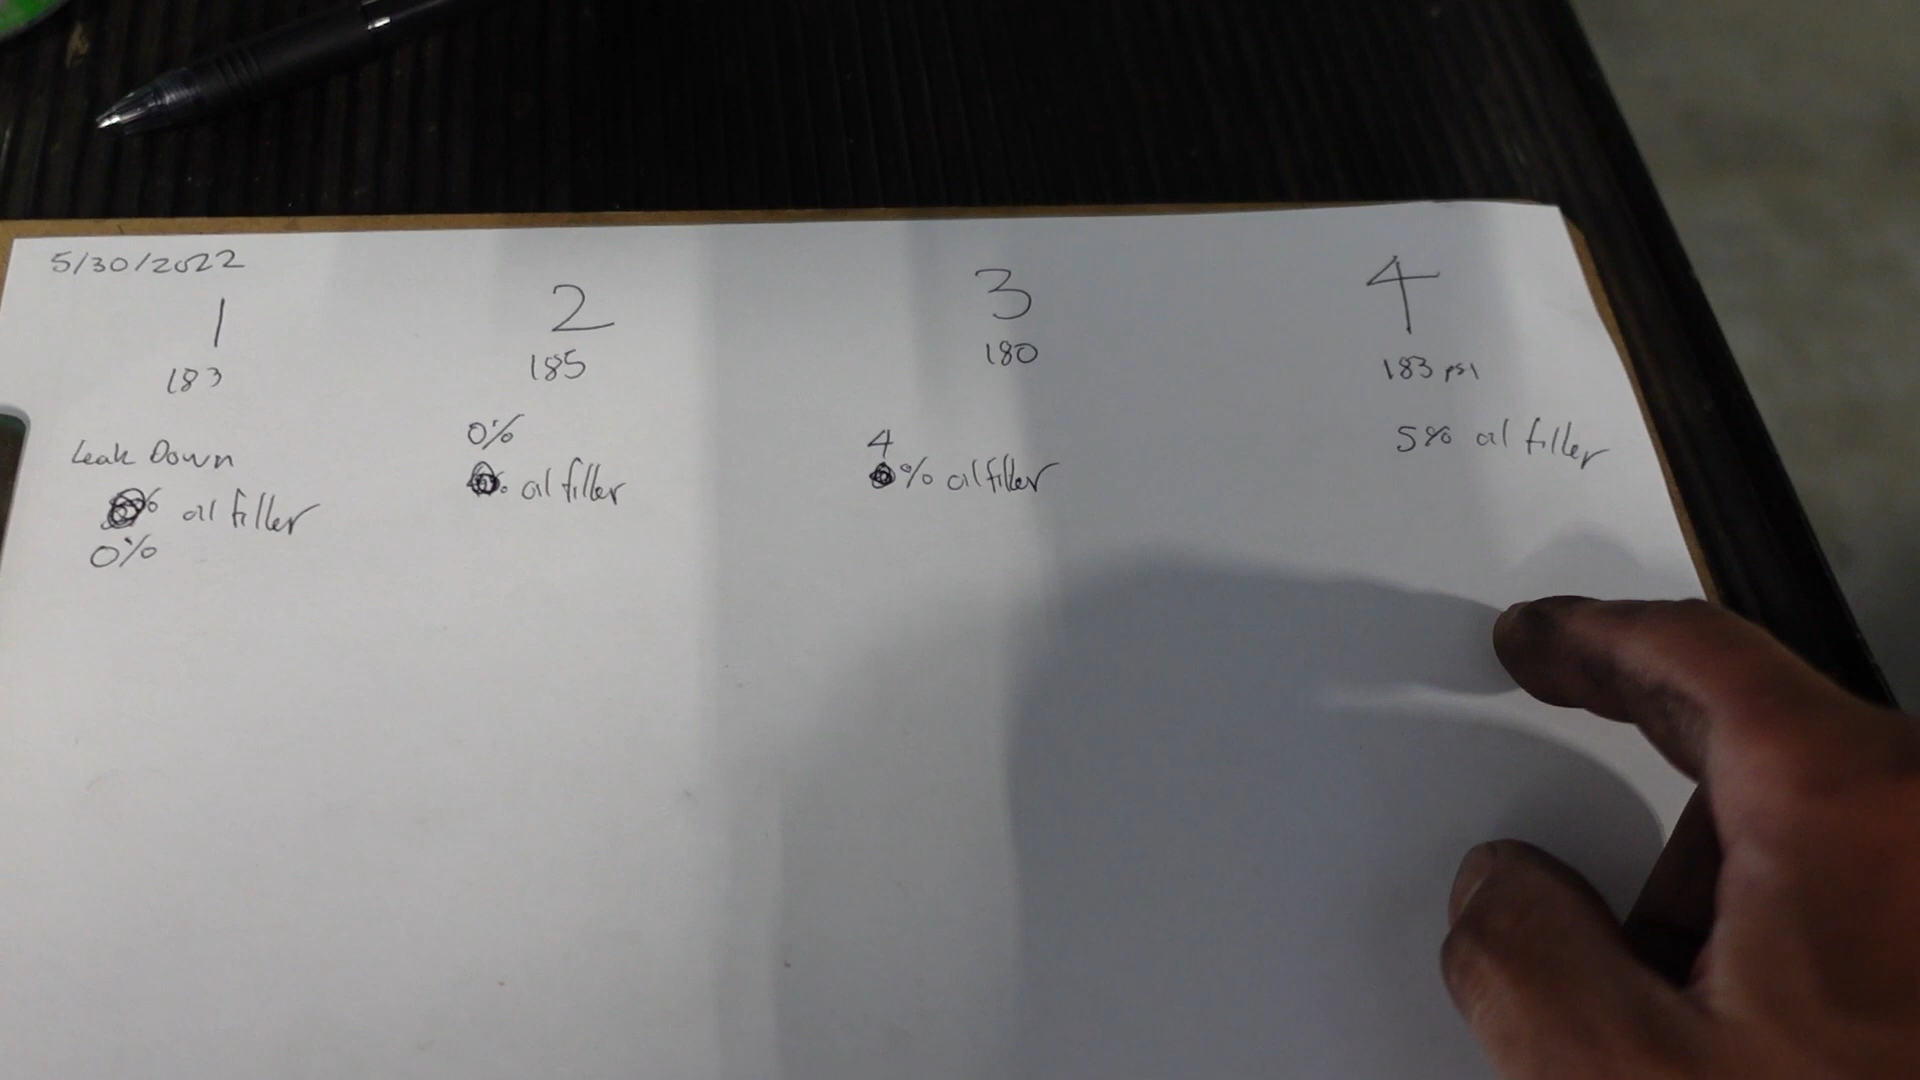 5/30/2022
1 2 3 4
183 185 180 183 psi
Leak Down
% oil filler
0%
0%
oil filler
4
% oil filler
5% oil filler